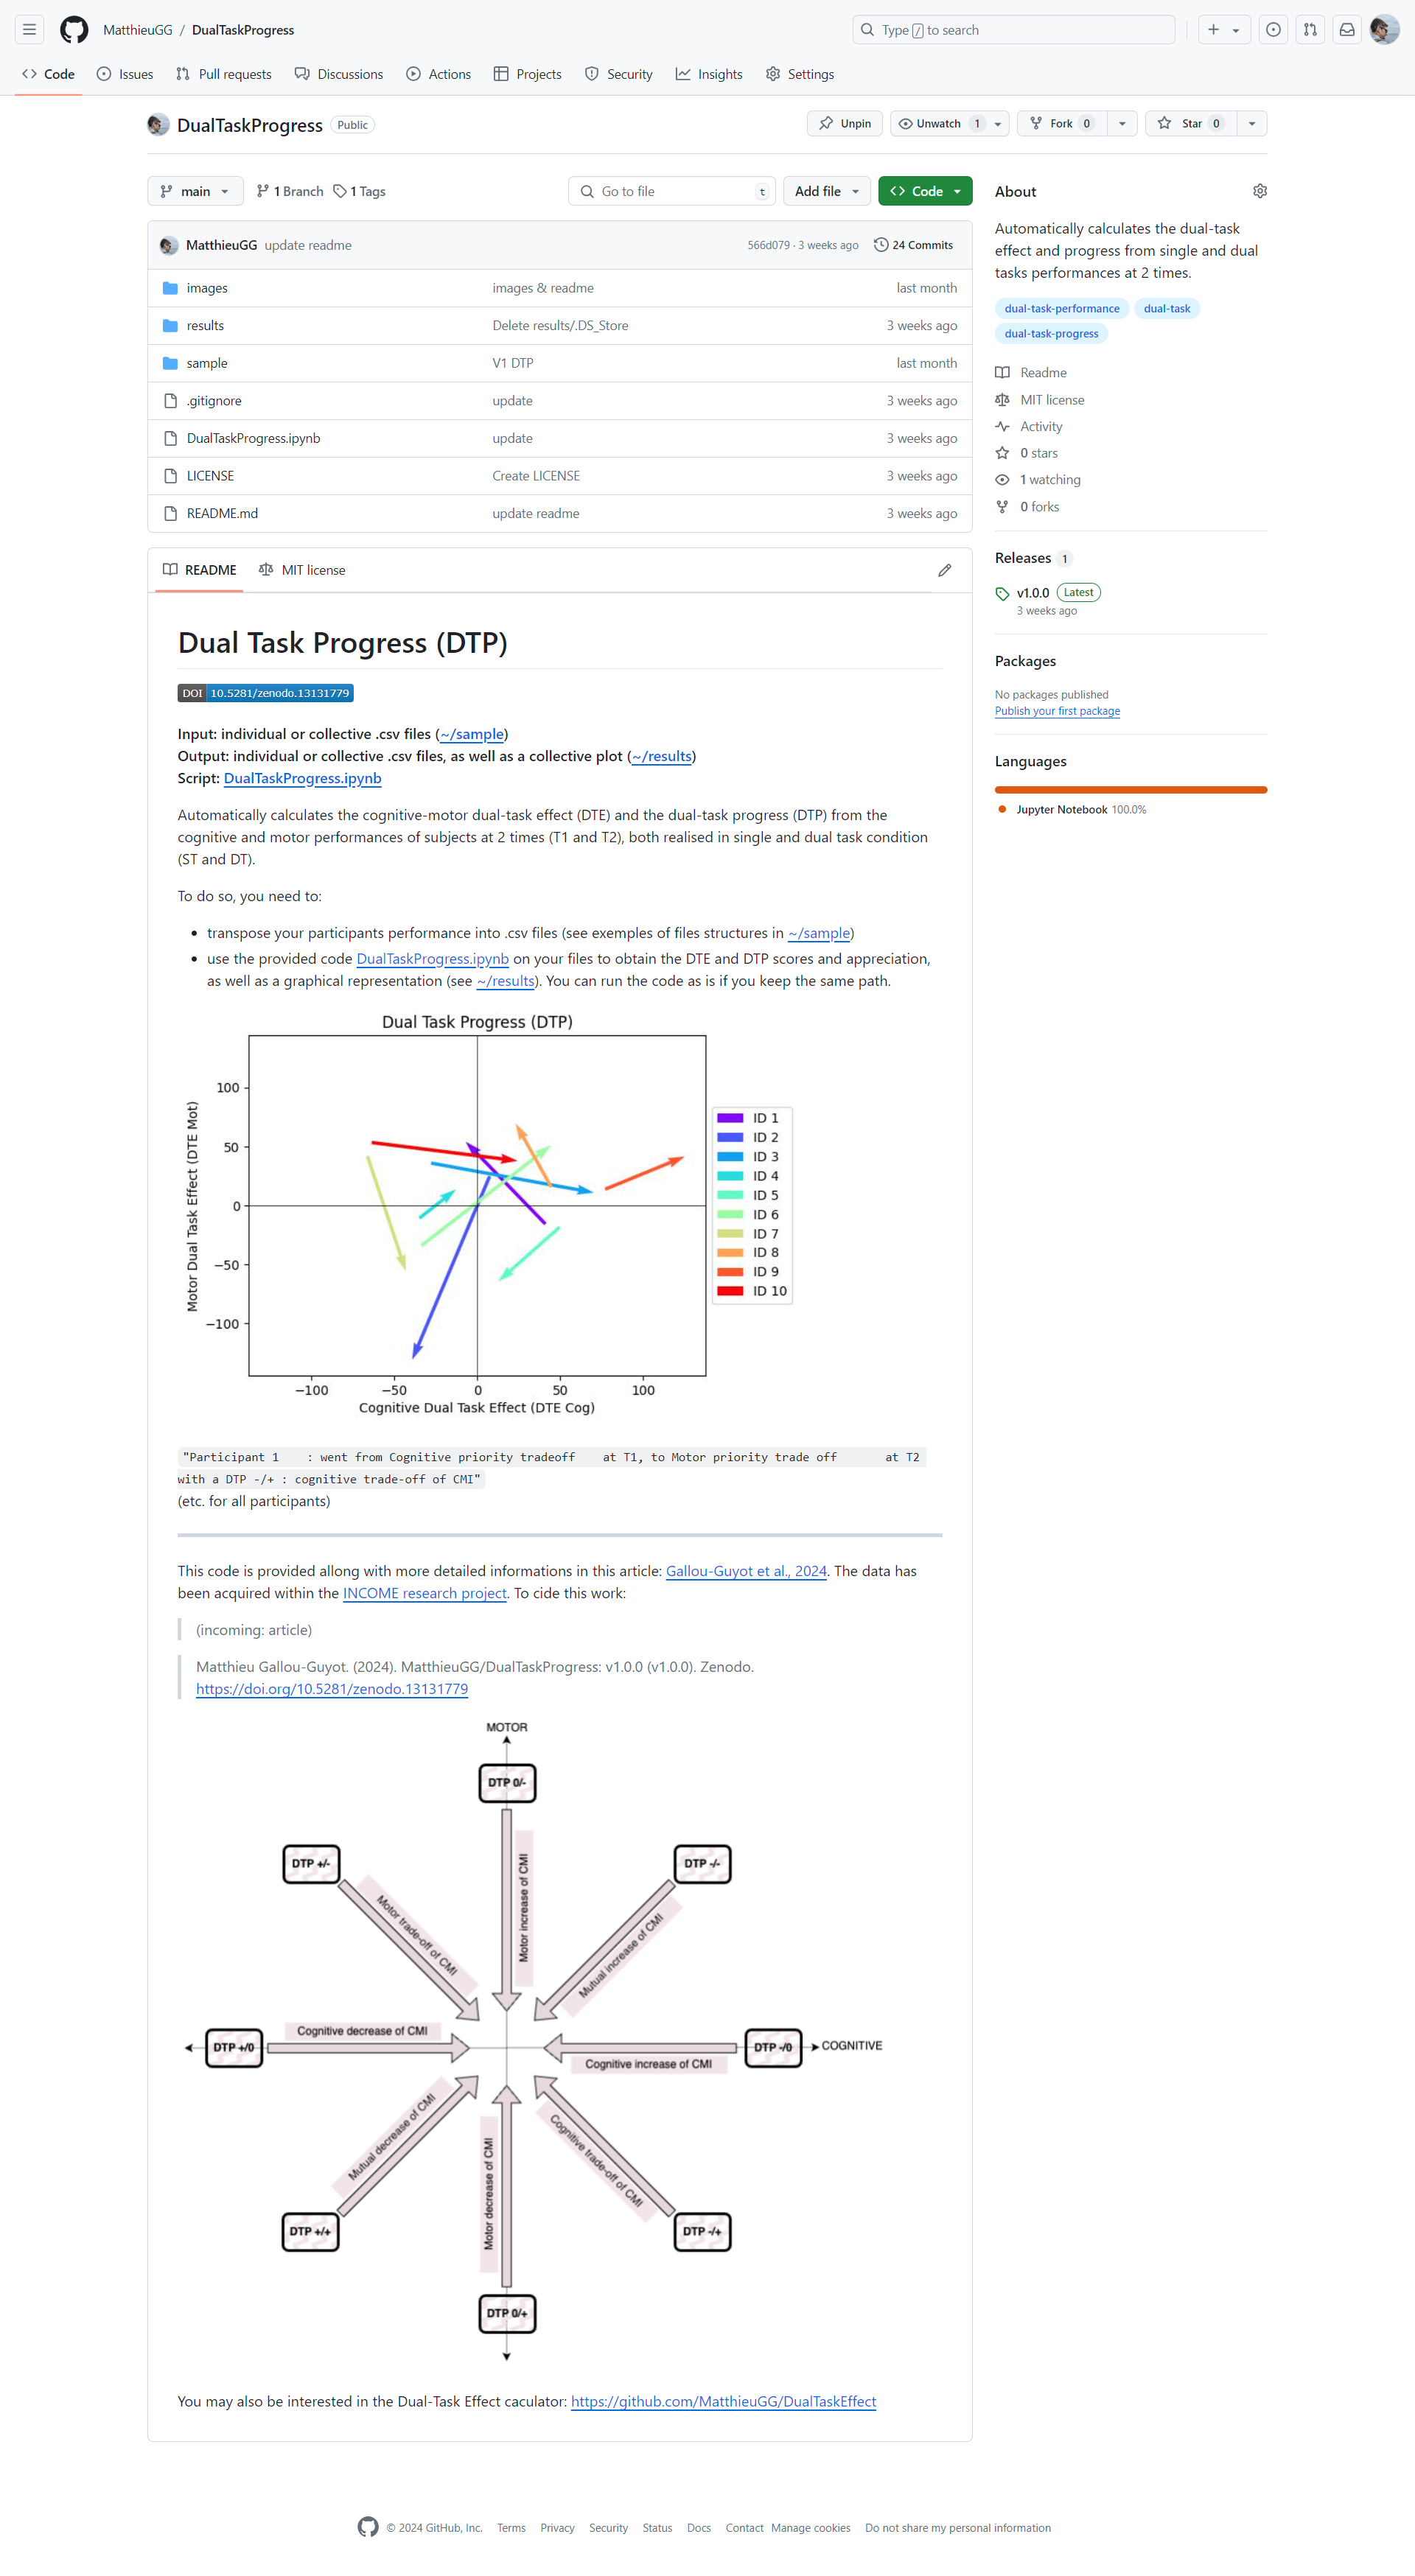 MatthieuGG / DualTaskProgress
Type / to search
Code Issues Pull requests Discussions Actions Projects Security Insights Settings
DualTaskProgress Public
Unpin Unwatch 1 Fork 0 Star 0
main 1 Branch 1 Tags Go to file t Add file Code
MatthieuGG update readme 566d079 · 3 weeks ago 24 Commits
images images & readme last month
results Delete results/.DS_Store 3 weeks ago
sample V1 DTP last month
.gitignore update 3 weeks ago
DualTaskProgress.ipynb update 3 weeks ago
LICENSE Create LICENSE 3 weeks ago
README.md update readme 3 weeks ago
About
Automatically calculates the dual-task
effect and progress from single and dual
tasks performances at 2 times.
dual-task-performance dual-task
dual-task-progress
Readme
MIT license
Activity
0 stars
1 watching
0 forks
Releases 1
v1.0.0 Latest
3 weeks ago
Packages
No packages published
Publish your first package
Languages
Jupyter Notebook 100.0%
README MIT license
Dual Task Progress (DTP)
DOI 10.5281/zenodo.13131779
Input: individual or collective .csv files (~/sample)
Output: individual or collective .csv files, as well as a collective plot (~/results)
Script: DualTaskProgress.ipynb
Automatically calculates the cognitive-motor dual-task effect (DTE) and the dual-task progress (DTP) from the
cognitive and motor performances of subjects at 2 times (T1 and T2), both realised in single and dual task condition
(ST and DT).
To do so, you need to:
• transpose your participants performance into .csv files (see exemples of files structures in ~/sample)
• use the provided code DualTaskProgress.ipynb on your files to obtain the DTE and DTP scores and appreciation,
as well as a graphical representation (see ~/results). You can run the code as is if you keep the same path.
Dual Task Progress (DTP)
Motor Dual Task Effect (DTE Mot)
100
50
0
−50
−100
−100 −50 0 50 100
Cognitive Dual Task Effect (DTE Cog)
ID 1
ID 2
ID 3
ID 4
ID 5
ID 6
ID 7
ID 8
ID 9
ID 10
"Participant 1    : went from Cognitive priority tradeoff    at T1, to Motor priority trade off       at T2
with a DTP -/+ : cognitive trade-off of CMI"
(etc. for all participants)
This code is provided allong with more detailed informations in this article: Gallou-Guyot et al., 2024. The data has
been acquired within the INCOME research project. To cide this work:
(incoming: article)
Matthieu Gallou-Guyot. (2024). MatthieuGG/DualTaskProgress: v1.0.0 (v1.0.0). Zenodo.
https://doi.org/10.5281/zenodo.13131779
MOTOR
DTP 0/-
DTP +/-
DTP -/-
Motor trade-off of CMI
Motor increase of CMI
Mutual increase of CMI
Cognitive decrease of CMI
DTP +/0
DTP -/0
COGNITIVE
Cognitive increase of CMI
Mutual decrease of CMI
Motor decrease of CMI
Cognitive trade-off of CMI
DTP +/+
DTP -/+
DTP 0/+
You may also be interested in the Dual-Task Effect caculator: https://github.com/MatthieuGG/DualTaskEffect
© 2024 GitHub, Inc. Terms Privacy Security Status Docs Contact Manage cookies Do not share my personal information